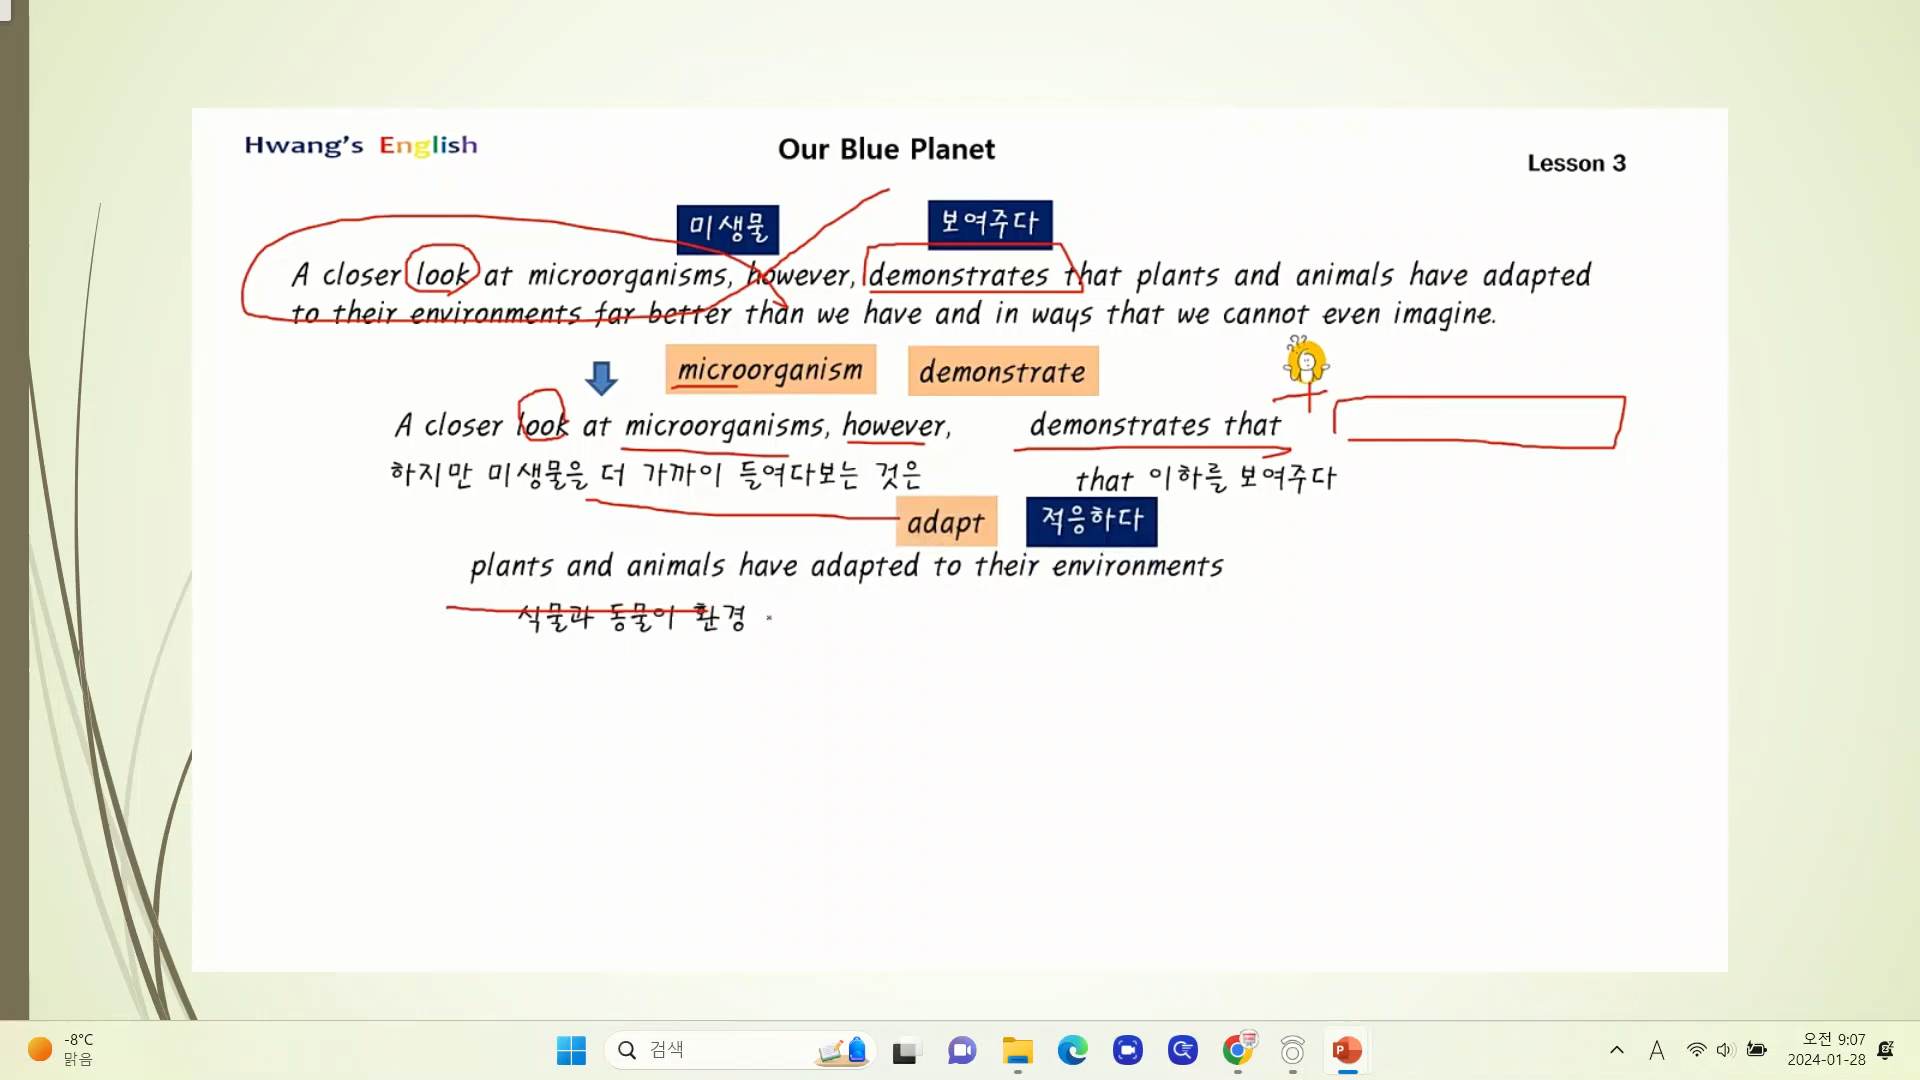 Hwang's English
Our Blue Planet
Lesson 3
미생물
보여주다
A closer look at microorganisms, however, demonstrates that plants and animals have adapted
to their environments far better than we have and in ways that we cannot even imagine.
microorganism
demonstrate
???
A closer look at microorganisms, however,
demonstrates that
하지만 미생물을 더 가까이 들여다보는 것은
that 이하를 보여주다
adapt
적응하다
plants and animals have adapted to their environments
식물과 동물이 환경
-8°C
맑음
검색
A
오전 9:07
2024-01-28